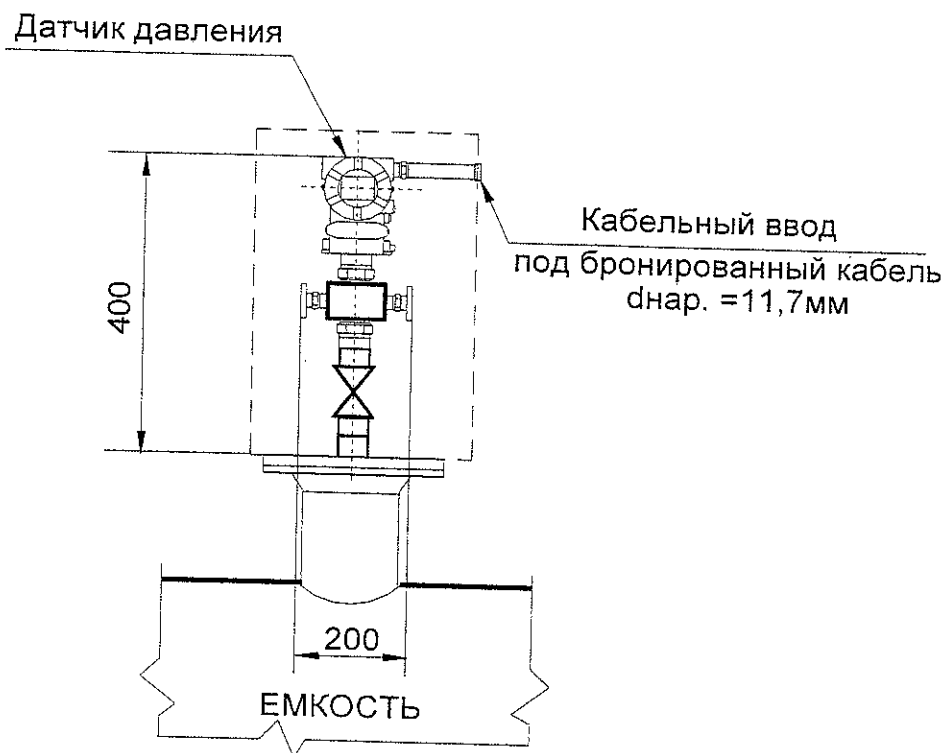 Датчик давления
400
Кабельный ввод
под бронированный кабель
dнар. =11,7мм
200
ЕМКОСТЬ